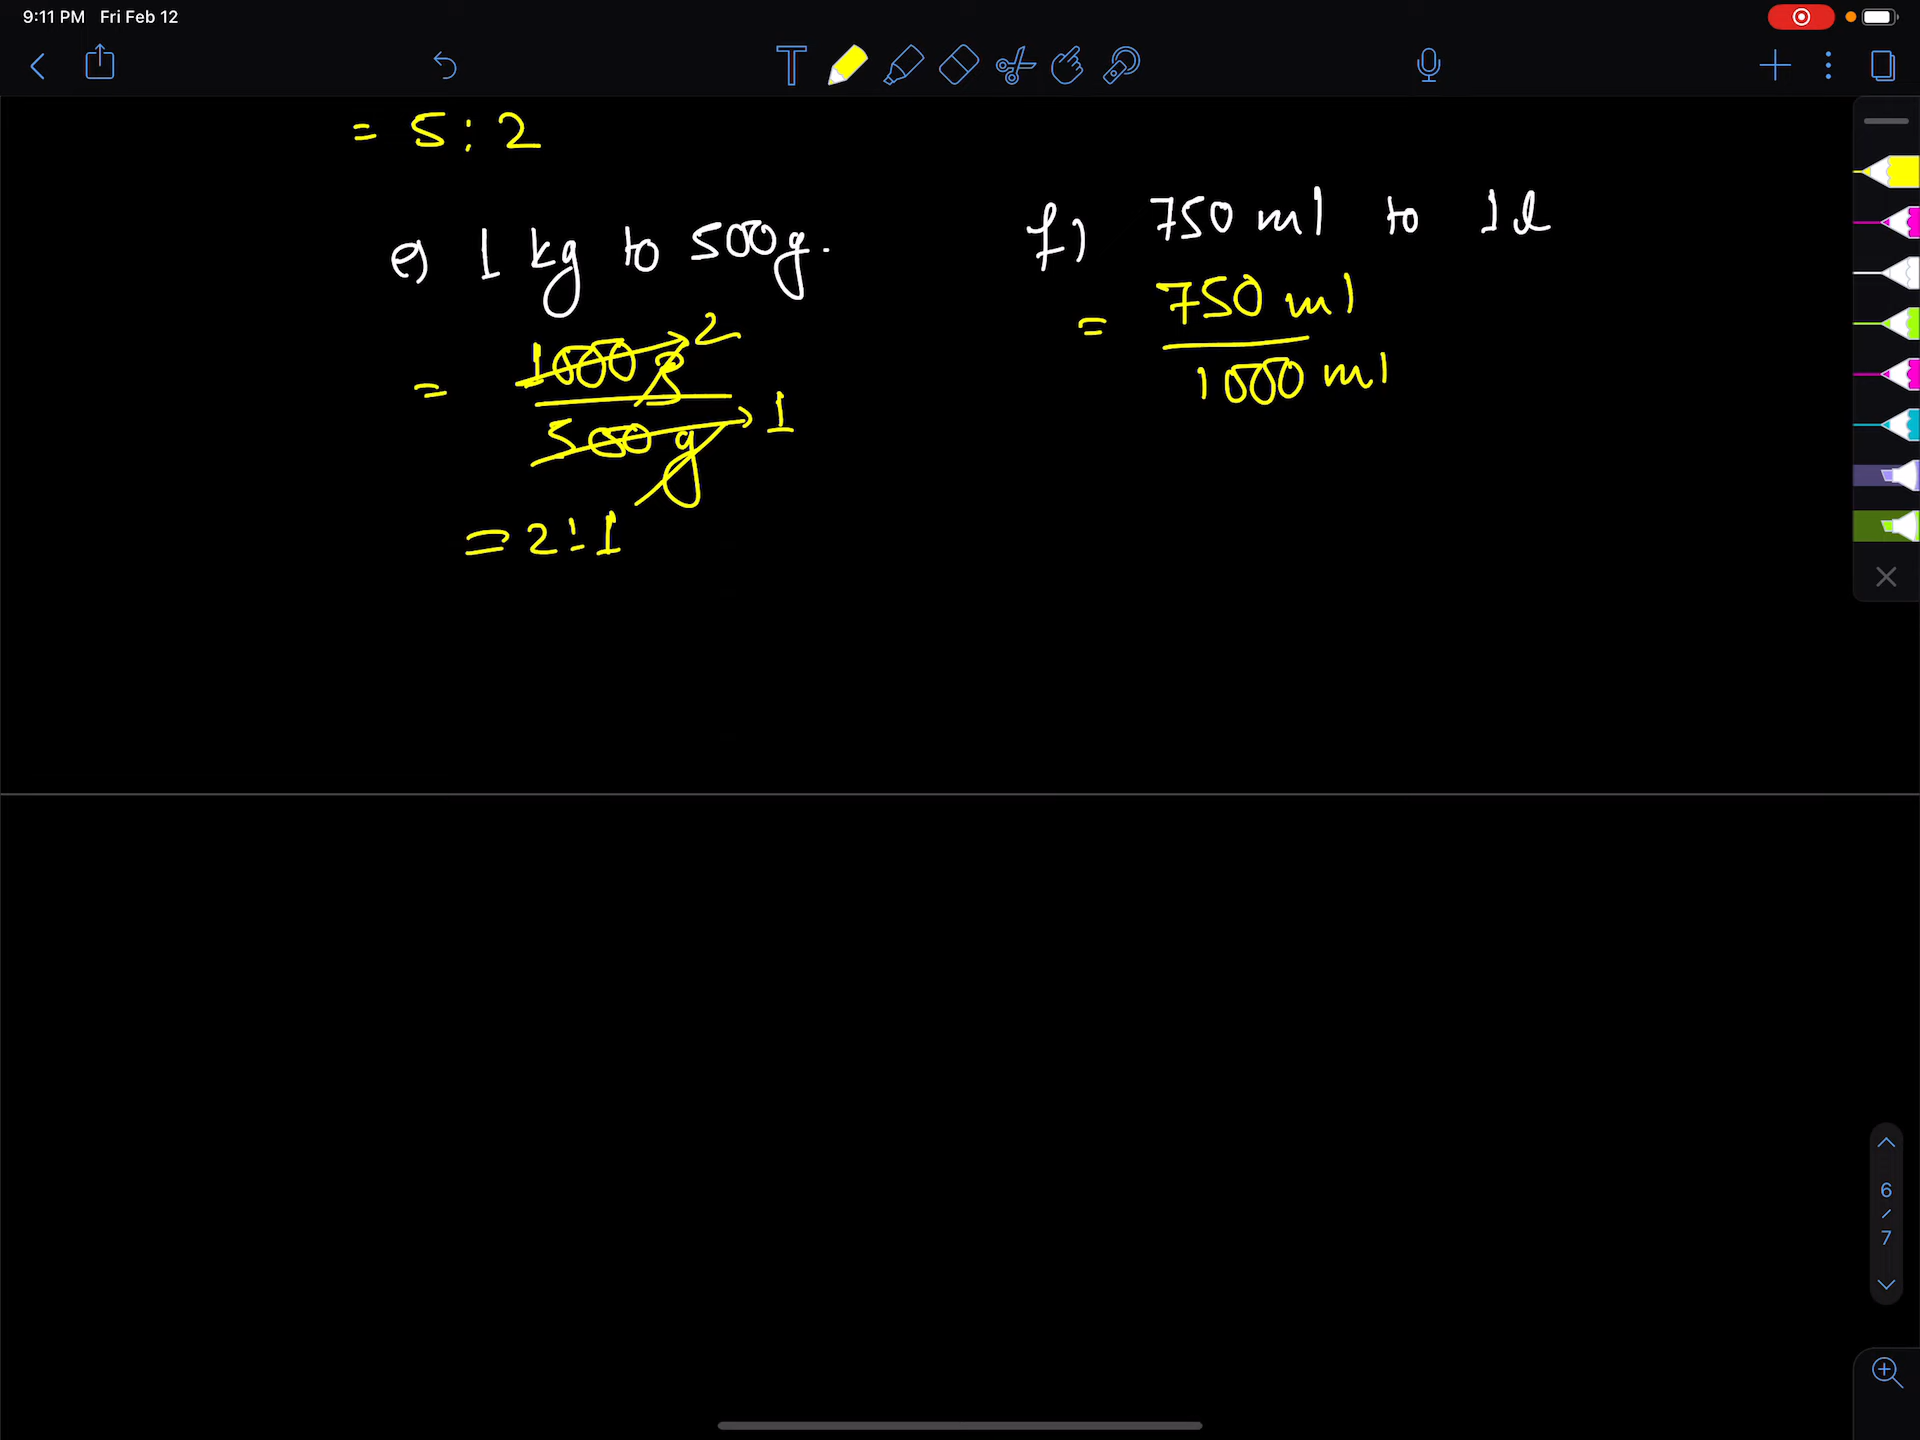 9:11 PM Fri Feb 12
= 5 : 2
e) 1 kg to 500g.
= 1000 g → 2
500 g → 1
= 2 : 1
f) 750 ml to 1 l
= 750 ml
1000 ml
6
/
7